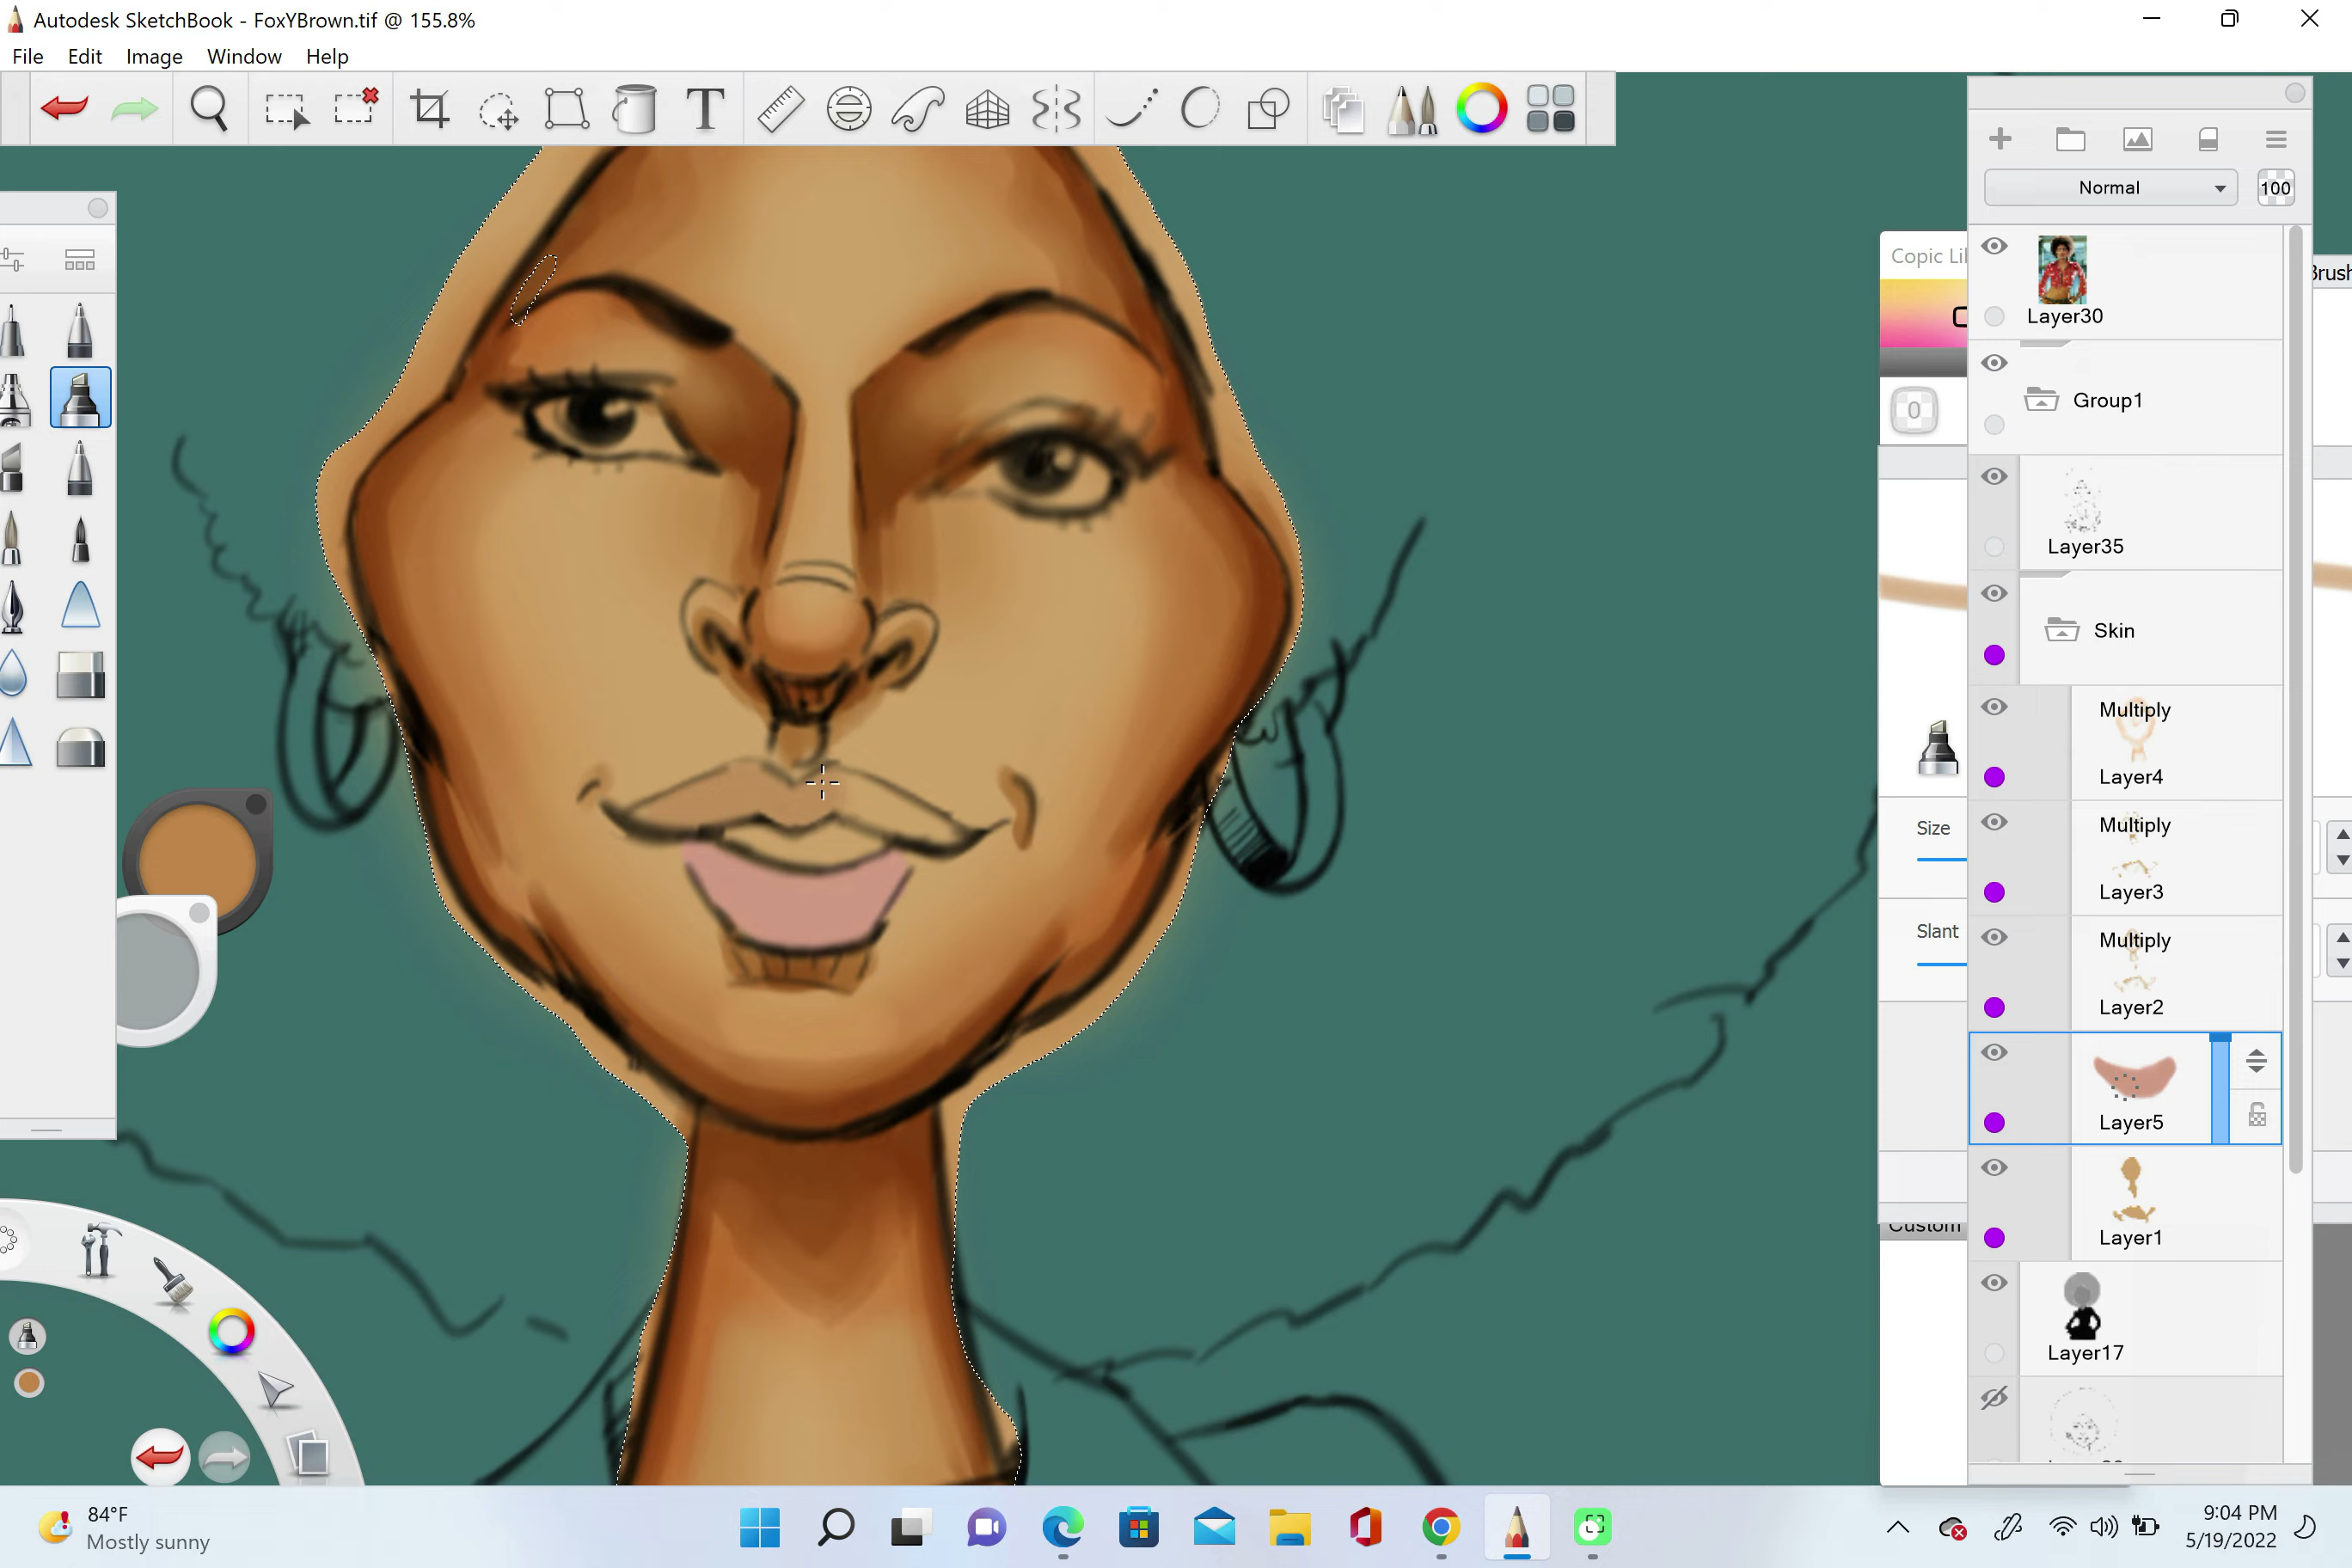 Autodesk SketchBook - FoxYBrown.tif @ 155.8%
File Edit Image Window Help
T
Normal 100
Copic Lil
Brush
Layer30
Group1
0
Layer35
Skin
Multiply
Layer4
Multiply
Size
Layer3
Slant
Multiply
Layer2
Layer5
Layer1
Custom
Layer17
84°F
Mostly sunny
9:04 PM
5/19/2022